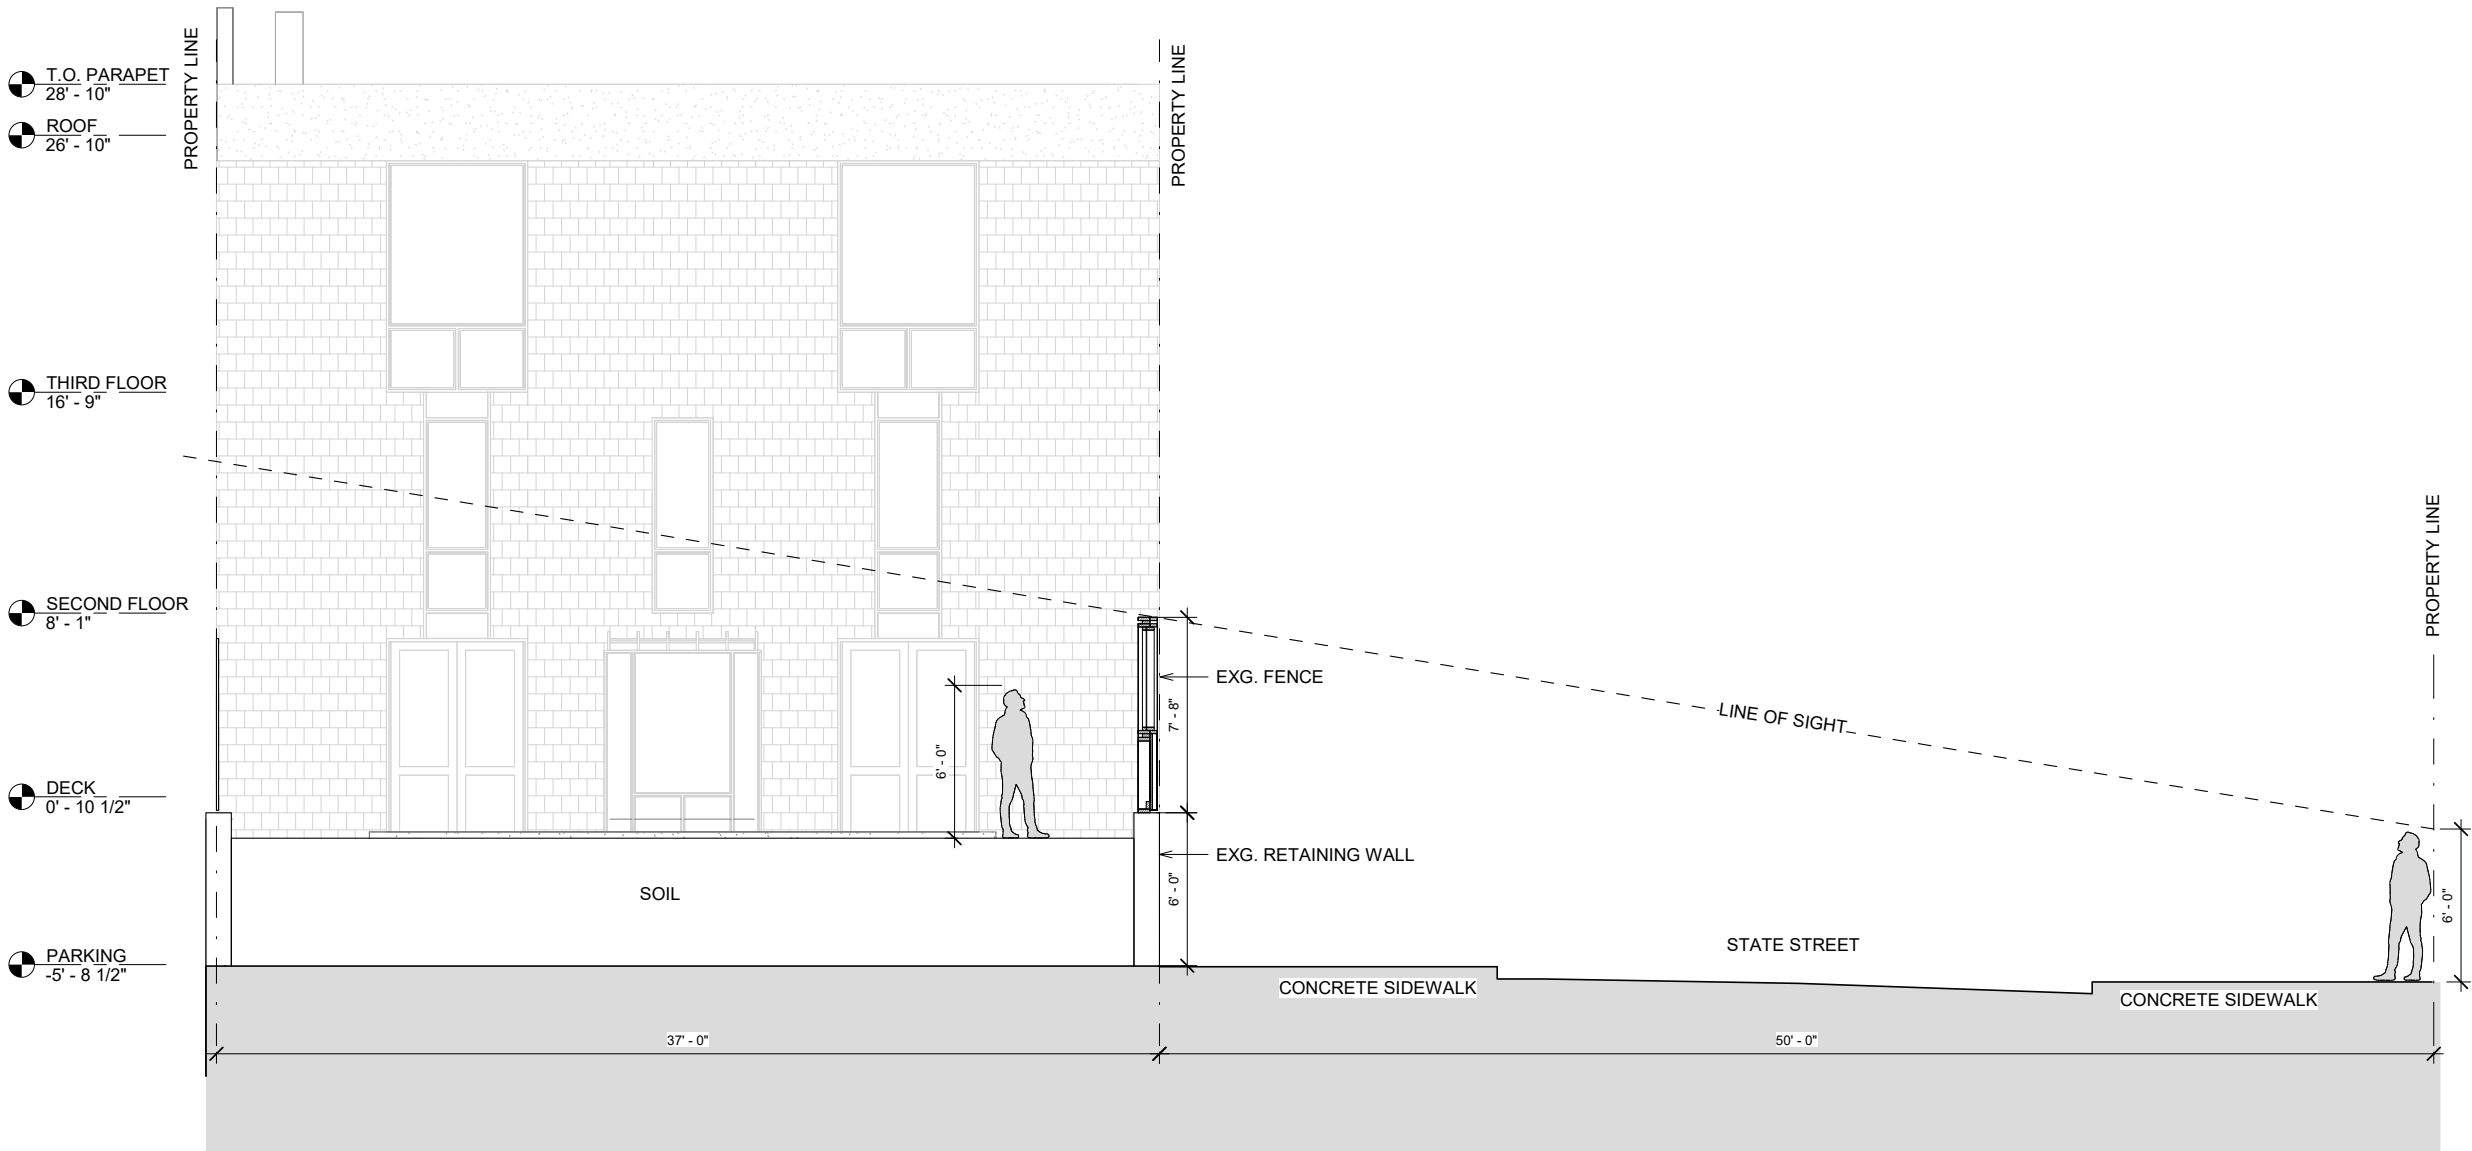 T.O. PARAPET
28' - 10"
ROOF
26' - 10"
THIRD FLOOR
16' - 9"
SECOND FLOOR
8' - 1"
DECK
0' - 10 1/2"
PARKING
-5' - 8 1/2"
PROPERTY LINE
PROPERTY LINE
PROPERTY LINE
EXG. FENCE
7' - 8"
LINE OF SIGHT
6' - 0"
EXG. RETAINING WALL
6' - 0"
SOIL
6' - 0"
STATE STREET
CONCRETE SIDEWALK
CONCRETE SIDEWALK
37' - 0"
50' - 0"